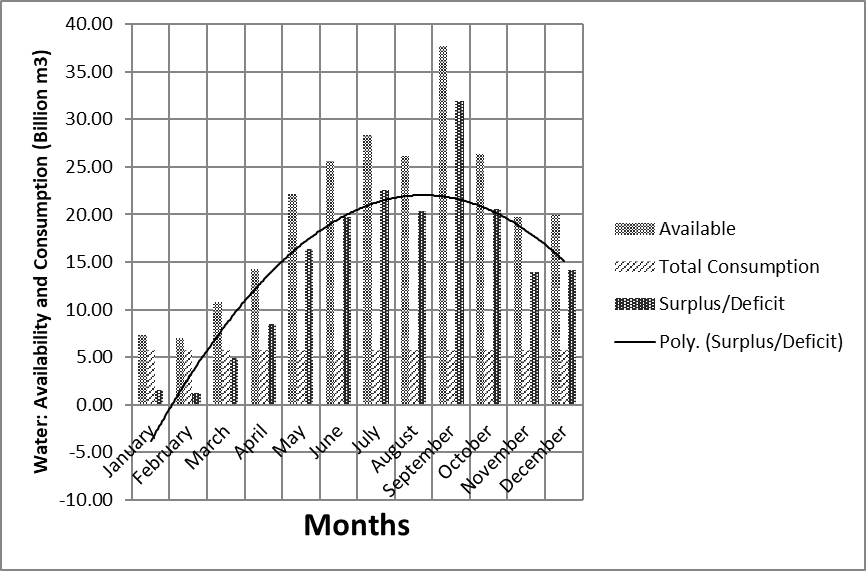 40.00
35.00
30.00
25.00
20.00
15.00
10.00
5.00
0.00
-5.00
-10.00
Water: Availability and Consumption (Billion m3)
January
February
March
April
May
June
July
August
September
October
November
December
Months
Available
Total Consumption
Surplus/Deficit
Poly. (Surplus/Deficit)